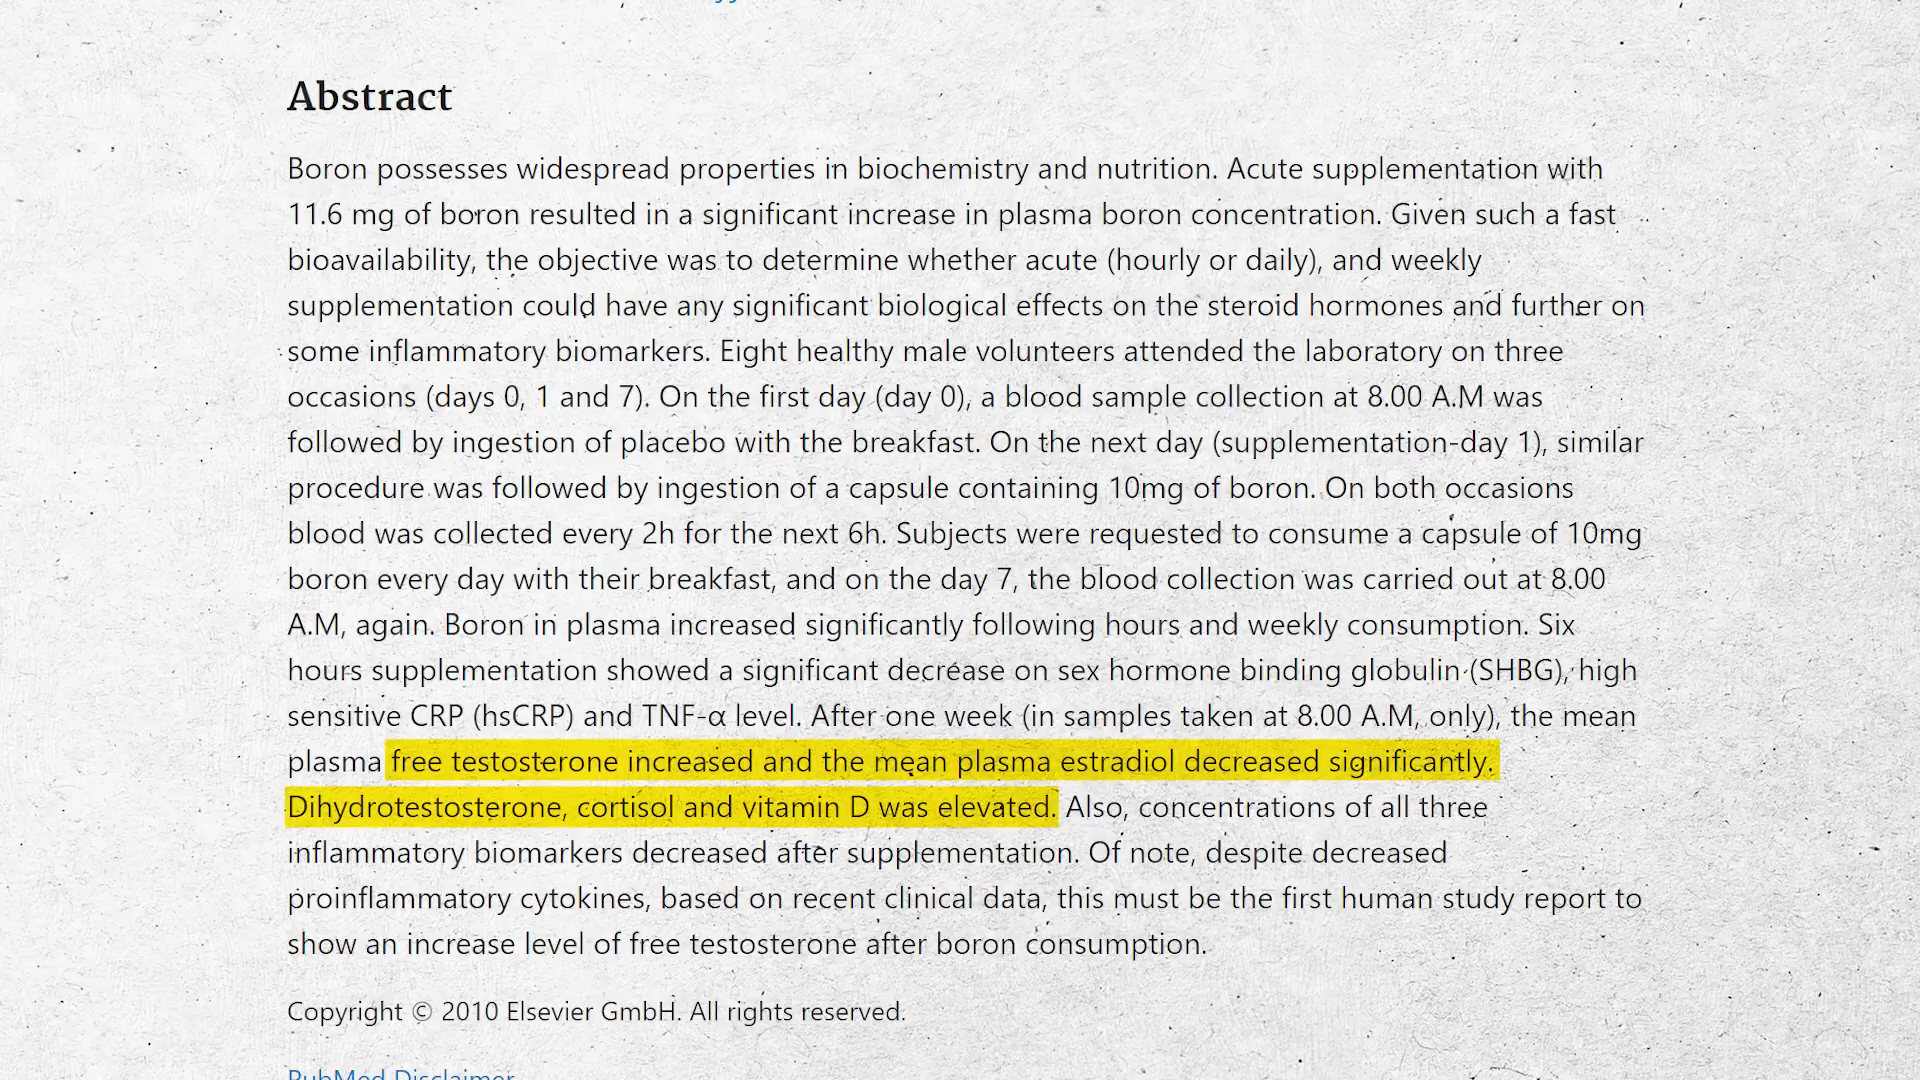 Abstract
Boron possesses widespread properties in biochemistry and nutrition. Acute supplementation with
11.6 mg of boron resulted in a significant increase in plasma boron concentration. Given such a fast
bioavailability, the objective was to determine whether acute (hourly or daily), and weekly
supplementation could have any significant biological effects on the steroid hormones and further on
some inflammatory biomarkers. Eight healthy male volunteers attended the laboratory on three
occasions (days 0, 1 and 7). On the first day (day 0), a blood sample collection at 8.00 A.M was
followed by ingestion of placebo with the breakfast. On the next day (supplementation-day 1), similar
procedure was followed by ingestion of a capsule containing 10mg of boron. On both occasions
blood was collected every 2h for the next 6h. Subjects were requested to consume a capsule of 10mg
boron every day with their breakfast, and on the day 7, the blood collection was carried out at 8.00
A.M, again. Boron in plasma increased significantly following hours and weekly consumption. Six
hours supplementation showed a significant decrease on sex hormone binding globulin (SHBG), high
sensitive CRP (hsCRP) and TNF-α level. After one week (in samples taken at 8.00 A.M, only), the mean
plasma free testosterone increased and the mean plasma estradiol decreased significantly.
Dihydrotestosterone, cortisol and vitamin D was elevated. Also, concentrations of all three
inflammatory biomarkers decreased after supplementation. Of note, despite decreased
proinflammatory cytokines, based on recent clinical data, this must be the first human study report to
show an increase level of free testosterone after boron consumption.
Copyright © 2010 Elsevier GmbH. All rights reserved.
PubMed Disclaimer